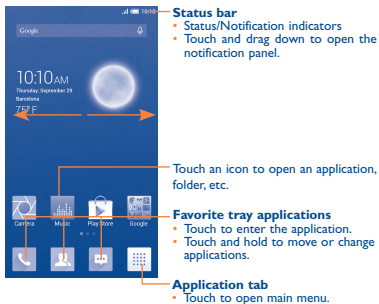 10:10
Status bar
• Status/Notification indicators
• Touch and drag down to open the
notification panel.
Google
10:10 AM
Thursday, September 29
Barcelona
75° F
Touch an icon to open an application,
folder, etc.
Camera Music Play Store Google
Favorite tray applications
• Touch to enter the application.
• Touch and hold to move or change
applications.
Application tab
• Touch to open main menu.